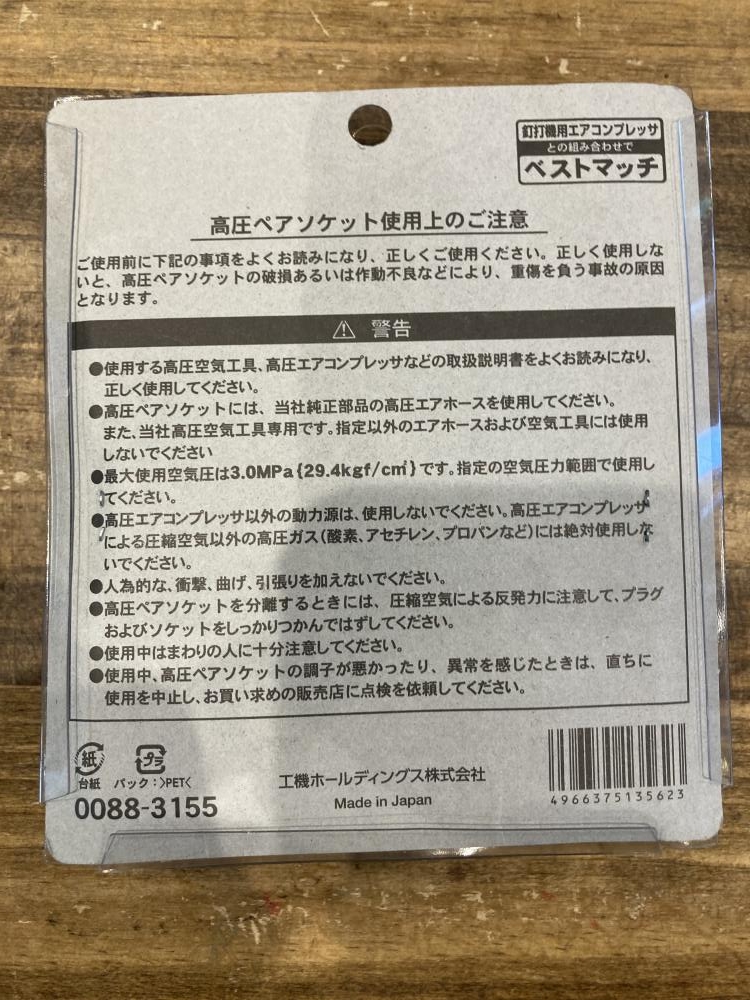 釘打機用エアコンプレッサ
との組み合わせで
ベストマッチ
高圧ペアソケット使用上のご注意
ご使用前に下記の事項をよくお読みになり、正しくご使用ください。正しく使用しな
いと、高圧ペアソケットの破損あるいは作動不良などにより、重傷を負う事故の原因
となります。
⚠ 警告
●使用する高圧空気工具、高圧エアコンプレッサなどの取扱説明書をよくお読みになり、
正しく使用してください。
●高圧ペアソケットには、当社純正部品の高圧エアホースを使用してください。
また、当社高圧空気工具専用です。指定以外のエアホースおよび空気工具には使用
しないでください
●最大使用空気圧は3.0MPa{29.4kgf/c㎡}です。指定の空気圧力範囲で使用し
てください。
●高圧エアコンプレッサ以外の動力源は、使用しないでください。高圧エアコンプレッサ
による圧縮空気以外の高圧ガス(酸素、アセチレン、プロパンなど)には絶対使用しな
いでください。
●人為的な、衝撃、曲げ、引張りを加えないでください。
●高圧ペアソケットを分離するときには、圧縮空気による反発力に注意して、プラグ
およびソケットをしっかりつかんではずしてください。
●使用中はまわりの人に十分注意してください。
●使用中、高圧ペアソケットの調子が悪かったり、異常を感じたときは、直ちに
使用を中止し、お買い求めの販売店に点検を依頼してください。
紙 プラ
台紙 パック:>PET<
0088-3155
工機ホールディングス株式会社
Made in Japan
4966375135623